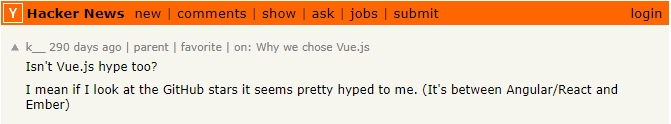 Y Hacker News new | comments | show | ask | jobs | submit login
▲ k__ 290 days ago | parent | favorite | on: Why we chose Vue.js
Isn't Vue.js hype too?
I mean if I look at the GitHub stars it seems pretty hyped to me. (It's between Angular/React and
Ember)